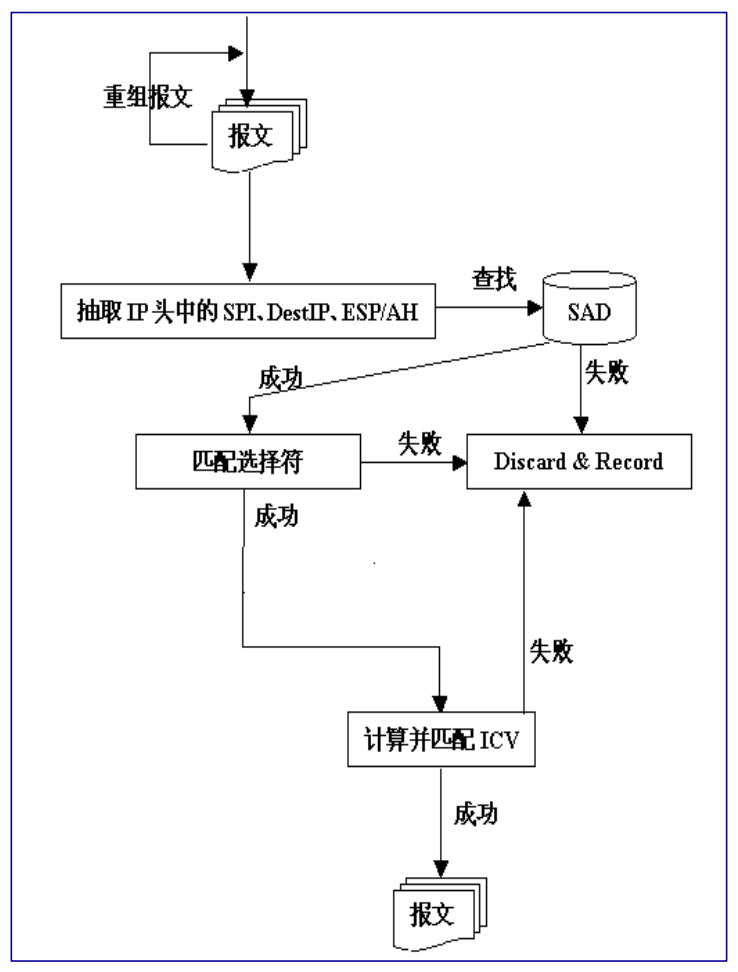 重组报文
报文
抽取 IP 头中的 SPI、DestIP、ESP/AH
查找
SAD
成功
失败
匹配选择符
失败
Discard & Record
成功
失败
计算并匹配 ICV
成功
报文